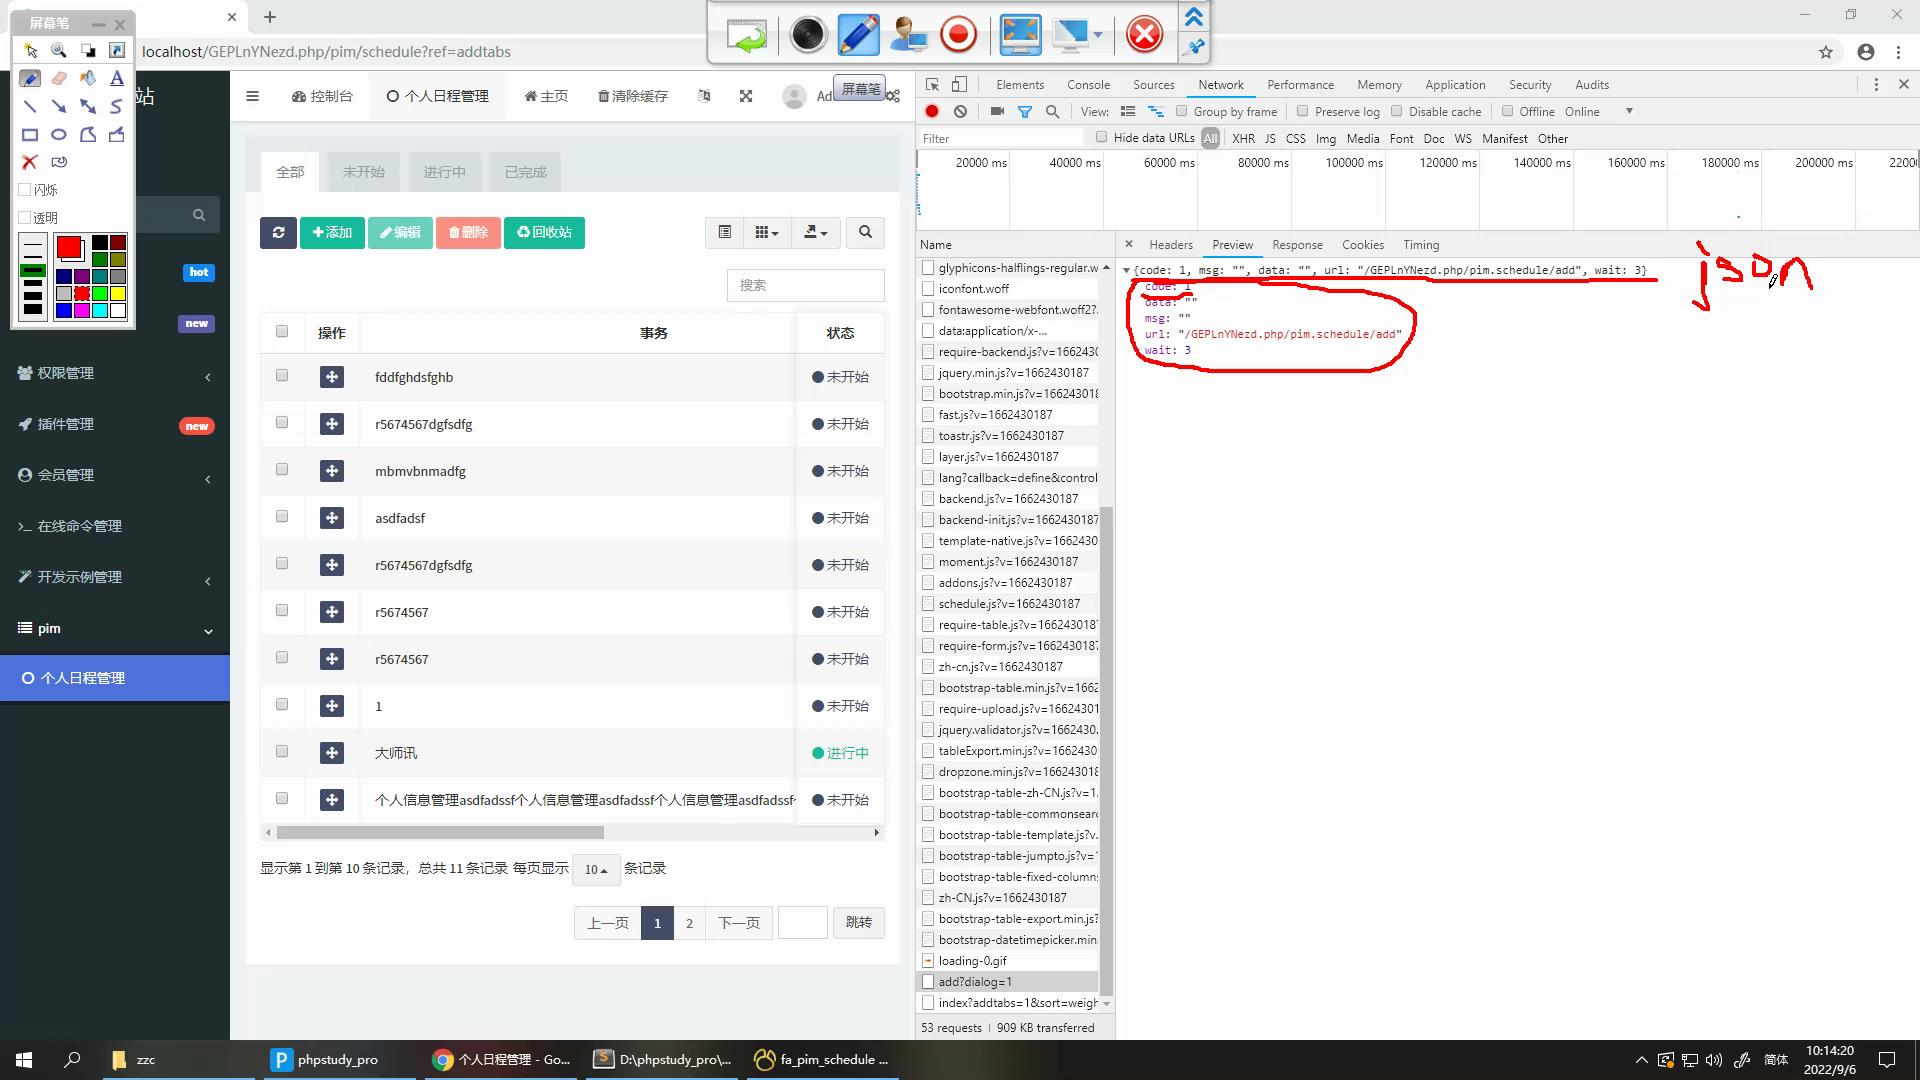 屏幕笔
localhost/GEPLnYNezd.php/pim/schedule?ref=addtabs
站
闪烁
透明
hot
new
权限管理
插件管理
new
会员管理
在线命令管理
开发示例管理
pim
个人日程管理
控制台
个人日程管理
主页
清除缓存
屏幕笔
全部
未开始
进行中
已完成
添加
编辑
删除
回收站
搜索
操作
事务
状态
fddfghdsfghb
未开始
r5674567dgfsdfg
未开始
mbmvbnmadfg
未开始
asdfadsf
未开始
r5674567dgfsdfg
未开始
r5674567
未开始
r5674567
未开始
1
未开始
大师讯
进行中
个人信息管理asdfadssf个人信息管理asdfadssf个人信息管理asdfadssf
未开始
显示第 1 到第 10 条记录，总共 11 条记录 每页显示 10 条记录
上一页 1 2 下一页 跳转
Elements Console Sources Network Performance Memory Application Security Audits
View: Group by frame Preserve log Disable cache Offline Online
Filter Hide data URLs All XHR JS CSS Img Media Font Doc WS Manifest Other
20000 ms 40000 ms 60000 ms 80000 ms 100000 ms 120000 ms 140000 ms 160000 ms 180000 ms 200000 ms 2200
Name
glyphicons-halflings-regular.w
iconfont.woff
fontawesome-webfont.woff2?.
data:application/x-...
require-backend.js?v=1662430
jquery.min.js?v=1662430187
bootstrap.min.js?v=166243018
fast.js?v=1662430187
toastr.js?v=1662430187
layer.js?v=1662430187
lang?callback=define&control
backend.js?v=1662430187
backend-init.js?v=1662430187
template-native.js?v=1662430
moment.js?v=1662430187
addons.js?v=1662430187
schedule.js?v=1662430187
require-table.js?v=166243018
require-form.js?v=1662430187
zh-cn.js?v=1662430187
bootstrap-table.min.js?v=1662
require-upload.js?v=16624301
jquery.validator.js?v=1662430.
tableExport.min.js?v=1662430
dropzone.min.js?v=166243018
bootstrap-table-zh-CN.js?v=1.
bootstrap-table-commonsear
bootstrap-table-template.js?v.
bootstrap-table-jumpto.js?v=
bootstrap-table-fixed-column
zh-CN.js?v=1662430187
bootstrap-table-export.min.js?
bootstrap-datetimepicker.min.
loading-0.gif
add?dialog=1
index?addtabs=1&sort=weigh
53 requests | 909 KB transferred
Headers Preview Response Cookies Timing
{code: 1, msg: "", data: "", url: "/GEPLnYNezd.php/pim.schedule/add", wait: 3}
code: 1
data: ""
msg: ""
url: "/GEPLnYNezd.php/pim.schedule/add"
wait: 3
json
zzc
phpstudy_pro
个人日程管理 - Go...
D:\phpstudy_pro\...
fa_pim_schedule ...
简体
10:14:20
2022/9/6